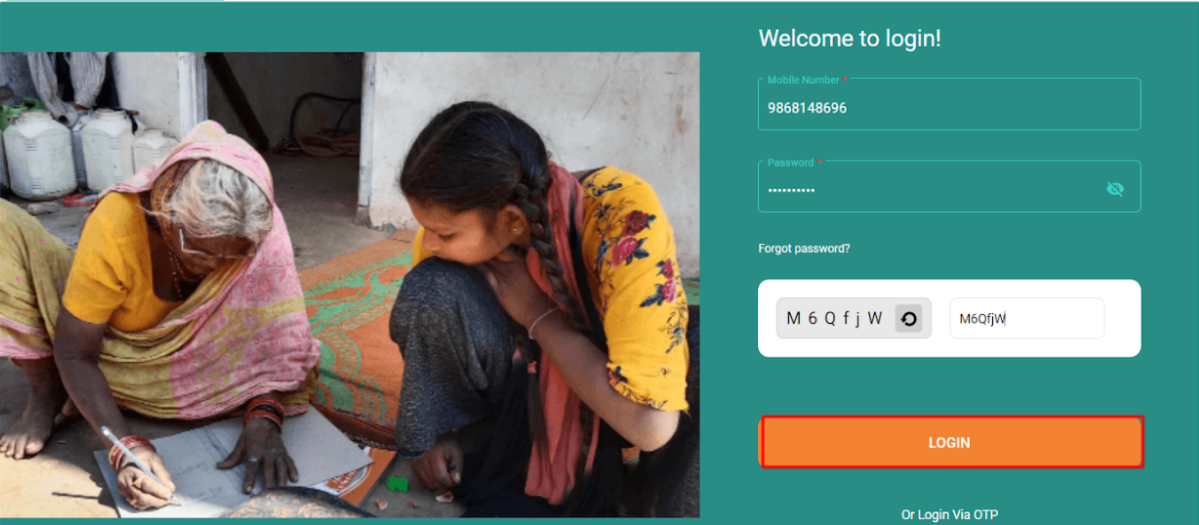 Welcome to login!
Mobile Number *
9868148696
Password *
••••••••••
Forgot password?
M 6 Q f j W
M6QfjW
LOGIN
Or Login Via OTP